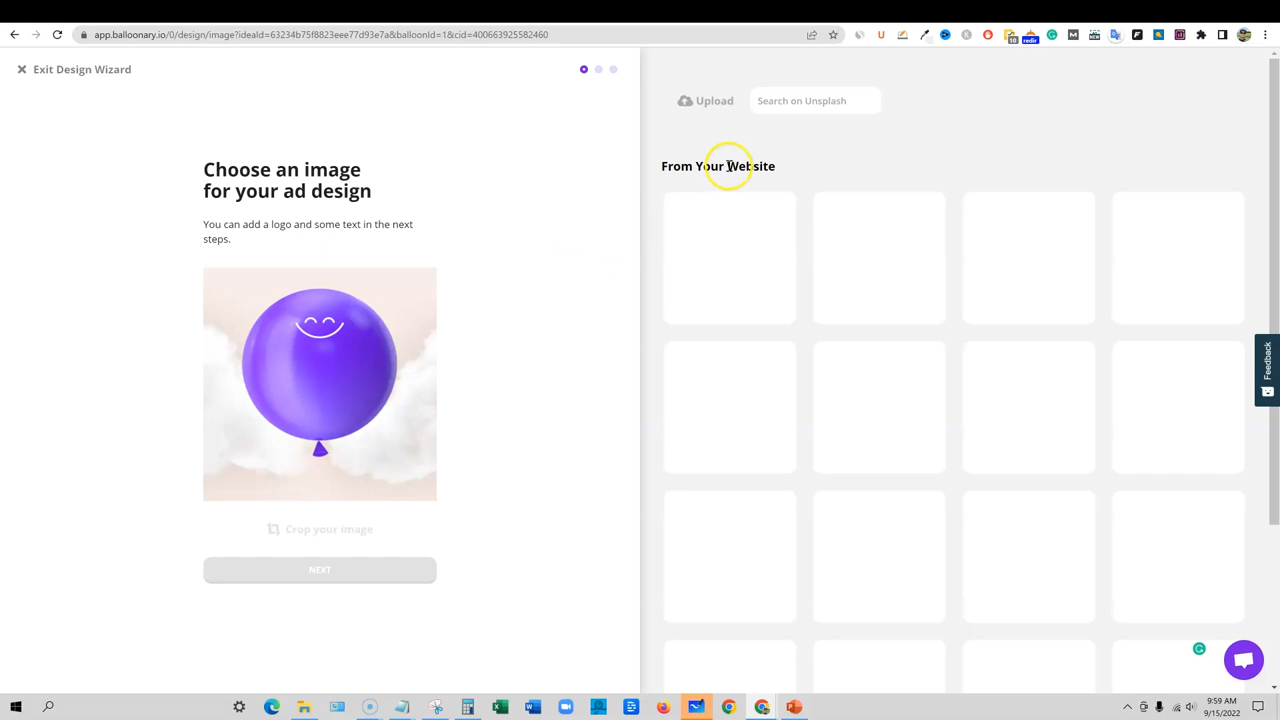 app.balloonary.io/0/design/image?ideaId=63234b75f8823eee77d93e7a&balloonId=1&cid=400663925582460
10
redir
Exit Design Wizard
Upload
Search on Unsplash
Choose an image
for your ad design
You can add a logo and some text in the next
steps.
Crop your image
NEXT
From Your Website
Feedback
9:59 AM
9/15/2022